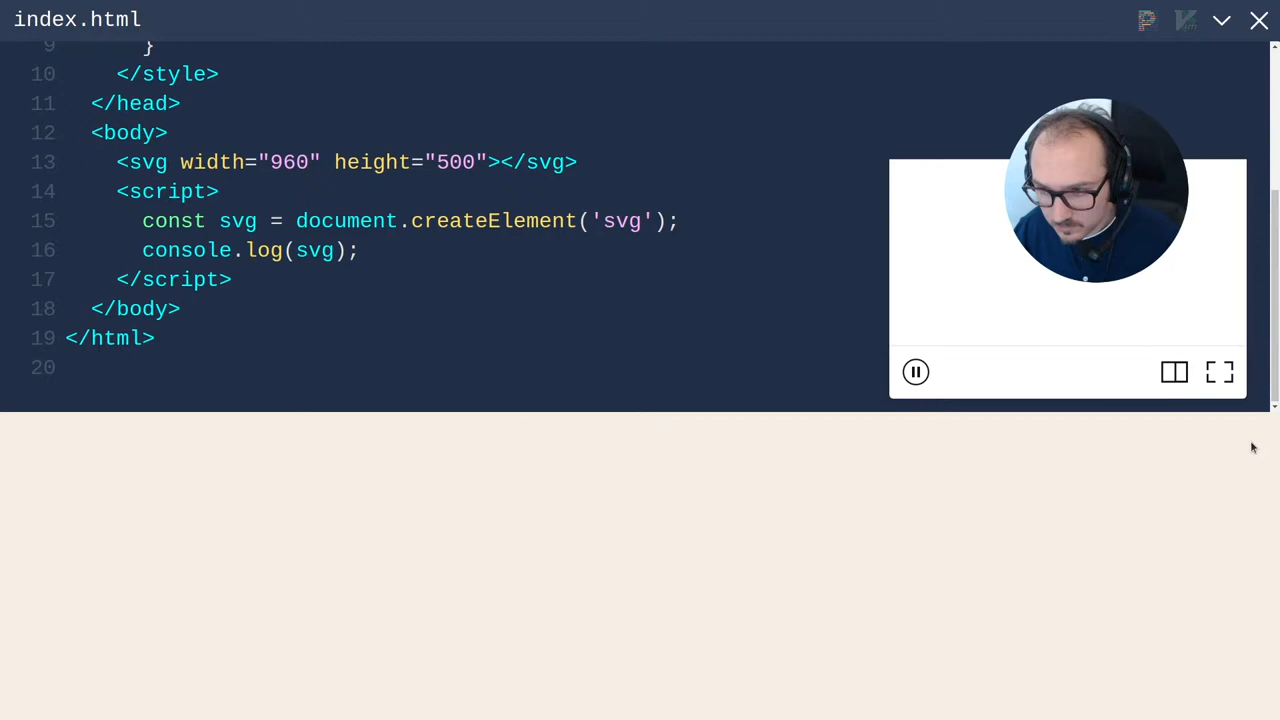 index.html
9 }
10 </style>
11 </head>
12 <body>
13 <svg width="960" height="500"></svg>
14 <script>
15 const svg = document.createElement('svg');
16 console.log(svg);
17 </script>
18 </body>
19 </html>
20